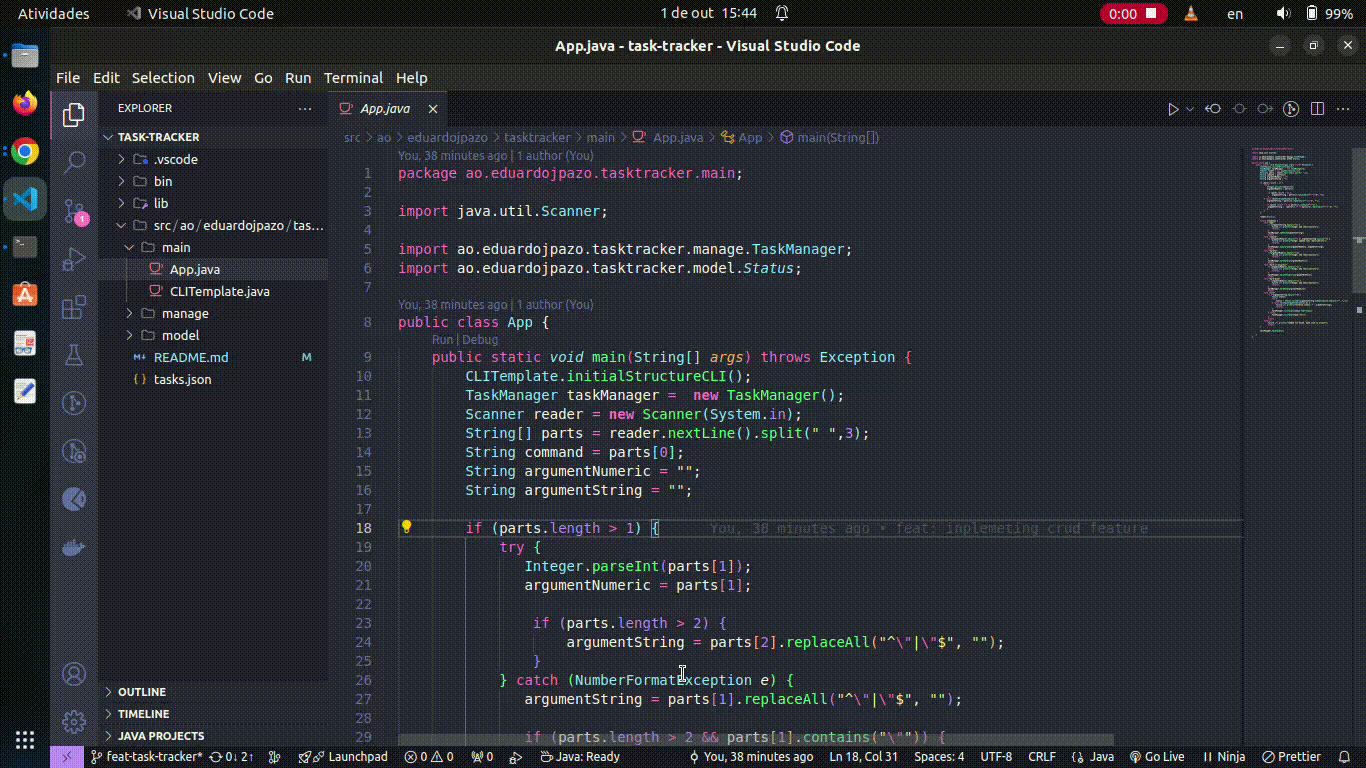 Atividades
Visual Studio Code
1 de out 15:44
0:00
en
99%
App.java - task-tracker - Visual Studio Code
File Edit Selection View Go Run Terminal Help
EXPLORER
TASK-TRACKER
.vscode
bin
lib
src/ao/eduardojpazo/tas...
main
App.java
CLITemplate.java
manage
model
README.md M
tasks.json
OUTLINE
TIMELINE
JAVA PROJECTS
1
App.java
src > ao > eduardojpazo > tasktracker > main > App.java > App > main(String[])
You, 38 minutes ago | 1 author (You)
1 package ao.eduardojpazo.tasktracker.main;
2
3 import java.util.Scanner;
4
5 import ao.eduardojpazo.tasktracker.manage.TaskManager;
6 import ao.eduardojpazo.tasktracker.model.Status;
7
You, 38 minutes ago | 1 author (You)
8 public class App {
Run | Debug
9 public static void main(String[] args) throws Exception {
10 CLITemplate.initialStructureCLI();
11 TaskManager taskManager =  new TaskManager();
12 Scanner reader = new Scanner(System.in);
13 String[] parts = reader.nextLine().split(" ",3);
14 String command = parts[0];
15 String argumentNumeric = "";
16 String argumentString = "";
17
18 if (parts.length > 1) { You, 38 minutes ago • feat: inplemeting crud feature
19 try {
20 Integer.parseInt(parts[1]);
21 argumentNumeric = parts[1];
22
23 if (parts.length > 2) {
24 argumentString = parts[2].replaceAll("^\"|\"$", "");
25 }
26 } catch (NumberFormatException e) {
27 argumentString = parts[1].replaceAll("^\"|\"$", "");
28
29 if (parts.length > 2 && parts[1].contains("\"")) {
feat-task-tracker* 0↓ 2↑ Launchpad 0 0 0 Java: Ready You, 38 minutes ago Ln 18, Col 31 Spaces: 4 UTF-8 CRLF {} Java Go Live Ninja Prettier